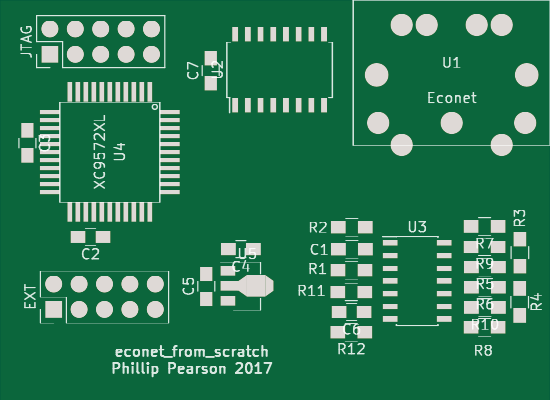 JTAG
C7
U2
U1
Econet
XC9572XL
U4
C3
C2
R2
U3
R3
C1
R7
U5
R1
C4
R9
R11
C5
R5
EXT
R4
R6
C6
R10
R12
R8
econet_from_scratch
Phillip Pearson 2017